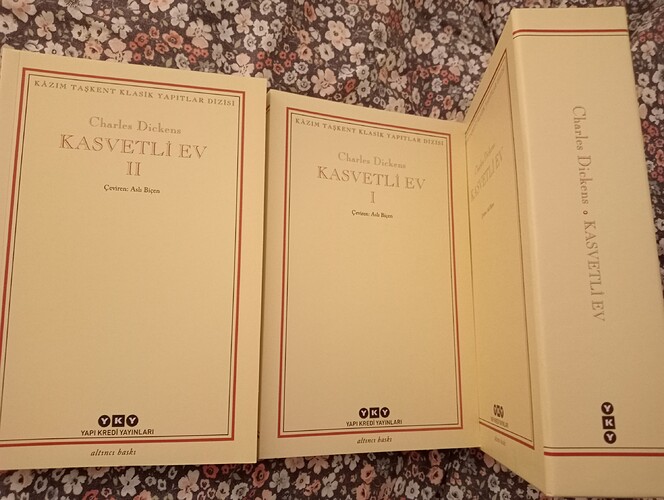 KÂZIM TAŞKENT KLASİK YAPITLAR DİZİSİ
Charles Dickens
KASVETLİ EV
II
Çeviren: Aslı Biçen
YKY
YAPI KREDİ YAYINLARI
altıncı baskı
KÂZIM TAŞKENT KLASİK YAPITLAR DİZİSİ
Charles Dickens
KASVETLİ EV
I
Çeviren: Aslı Biçen
YKY
YAPI KREDİ YAYINLARI
altıncı baskı
Charles Dickens
KASVETLİ EV
Charles Dickens KASVETLİ EV
YKY